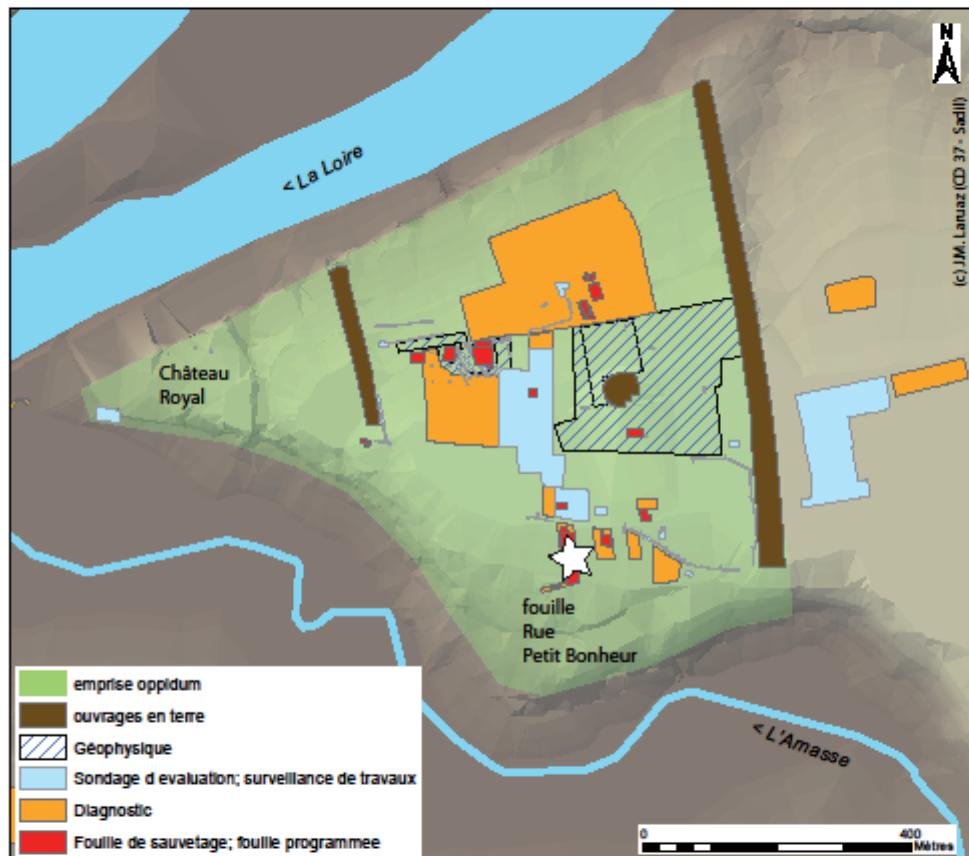 N
(c) J.M. Laruaz (CD 37 - Sadil)
< La Loire
Château
Royal
fouille
Rue
Petit Bonheur
< L'Amasse
emprise oppidum
ouvrages en terre
Géophysique
Sondage d evaluation; surveillance de travaux
Diagnostic
Fouille de sauvetage; fouille programmee
0 400
Mètres